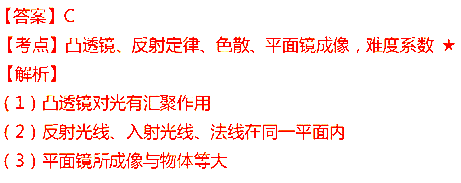 【答案】C
【考点】凸透镜、反射定律、色散、平面镜成像，难度系数 ★
【解析】
（1）凸透镜对光有汇聚作用
（2）反射光线、入射光线、法线在同一平面内
（3）平面镜所成像与物体等大